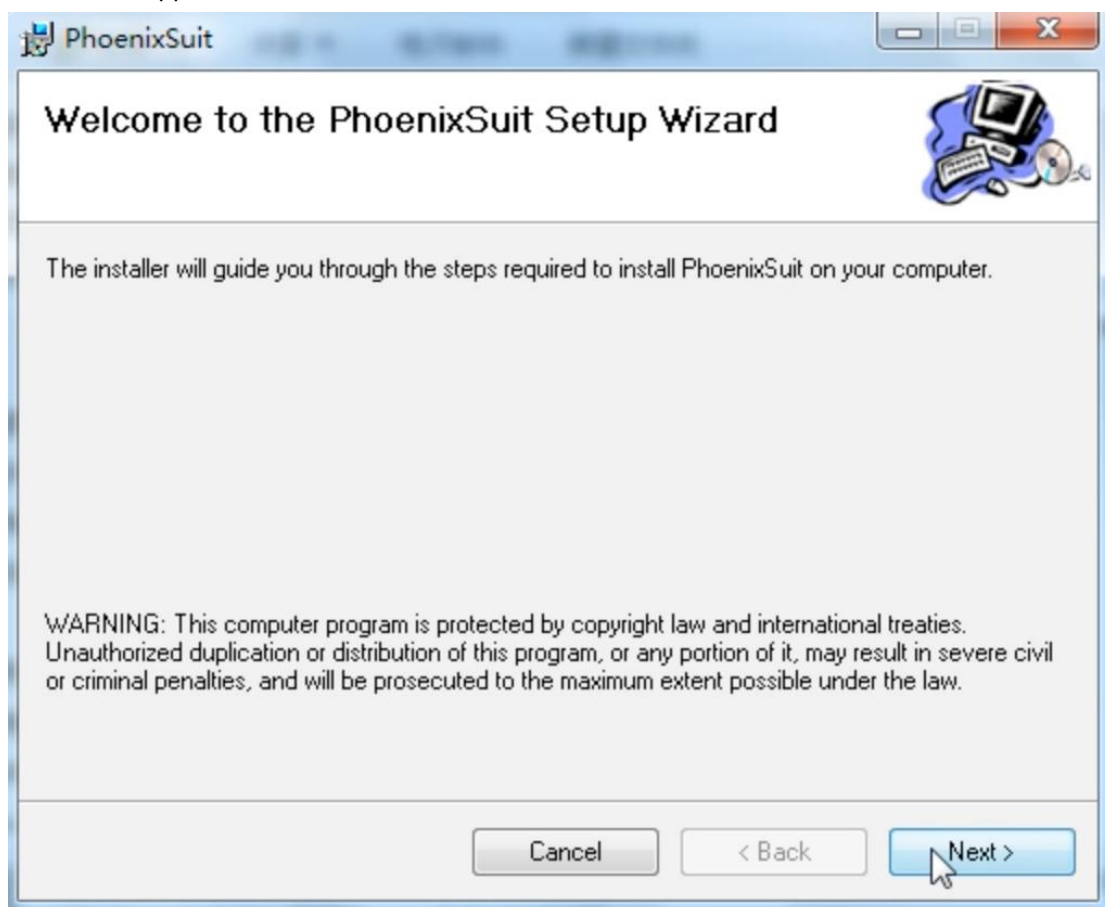 PhoenixSuit
Welcome to the PhoenixSuit Setup Wizard
The installer will guide you through the steps required to install PhoenixSuit on your computer.
WARNING: This computer program is protected by copyright law and international treaties.
Unauthorized duplication or distribution of this program, or any portion of it, may result in severe civil
or criminal penalties, and will be prosecuted to the maximum extent possible under the law.
Cancel
< Back
Next >